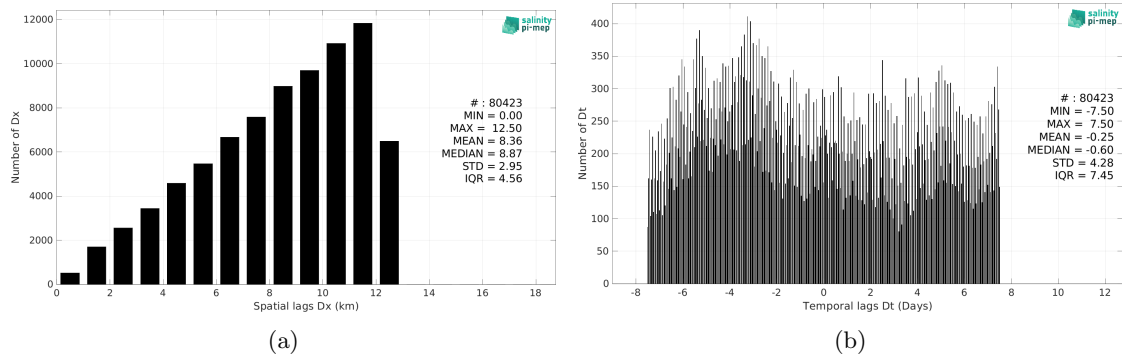 14000
12000
10000
8000
6000
4000
2000
0
Number of Dx
salinity
pi-mep
# : 80423
MIN = 0.00
MAX = 12.50
MEAN = 8.36
MEDIAN = 8.87
STD = 2.95
IQR = 4.56
0 2 4 6 8 10 12 14 16 18
Spatial lags Dx (km)
(a)
400
350
300
250
200
150
100
50
0
Number of Dt
salinity
pi-mep
# : 80423
MIN = -7.50
MAX = 7.50
MEAN = -0.25
MEDIAN = -0.60
STD = 4.28
IQR = 7.45
-8 -6 -4 -2 0 2 4 6 8 10 12
Temporal lags Dt (Days)
(b)